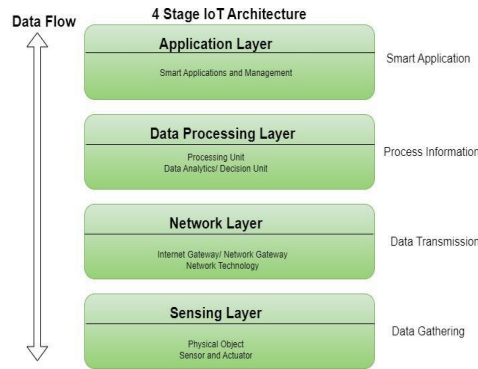 4 Stage IoT Architecture
Data Flow
Application Layer
Smart Applications and Management
Smart Application
Data Processing Layer
Processing Unit
Data Analytics/ Decision Unit
Process Information
Network Layer
Internet Gateway/ Network Gateway
Network Technology
Data Transmission
Sensing Layer
Physical Object
Sensor and Actuator
Data Gathering